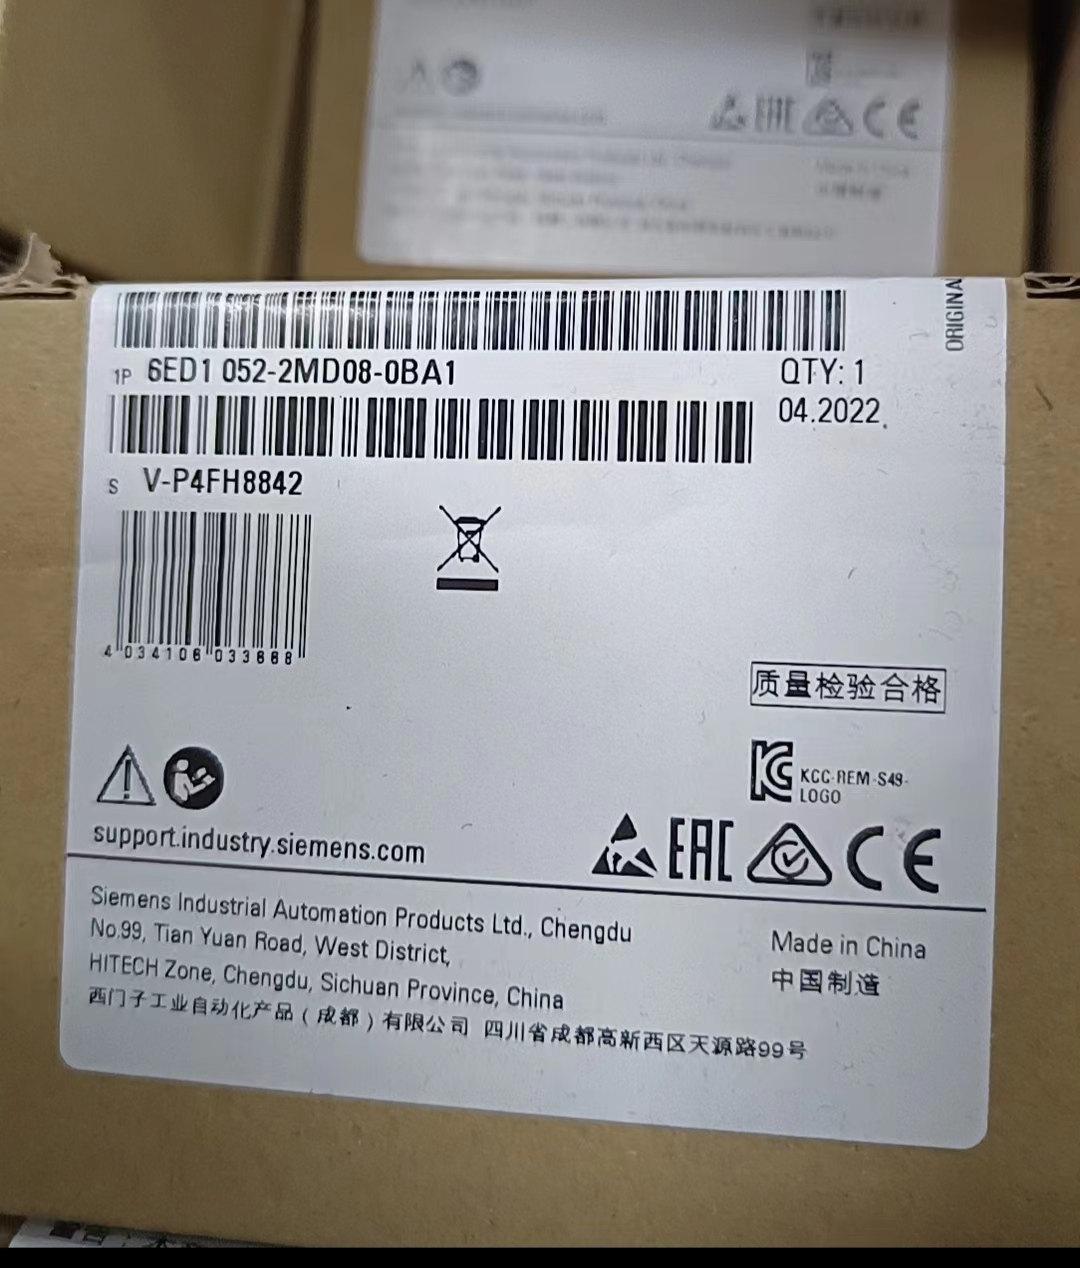 ORIGINA
1P 6ED1 052-2MD08-0BA1
QTY: 1
04.2022
S V-P4FH8842
4 034106 033668
质量检验合格
KCC-REM-S49-
LOGO
support.industry.siemens.com
EAC
CE
Siemens Industrial Automation Products Ltd., Chengdu
No.99, Tian Yuan Road, West District,
HITECH Zone, Chengdu, Sichuan Province, China
西门子工业自动化产品(成都)有限公司 四川省成都高新西区天源路99号
Made in China
中国制造